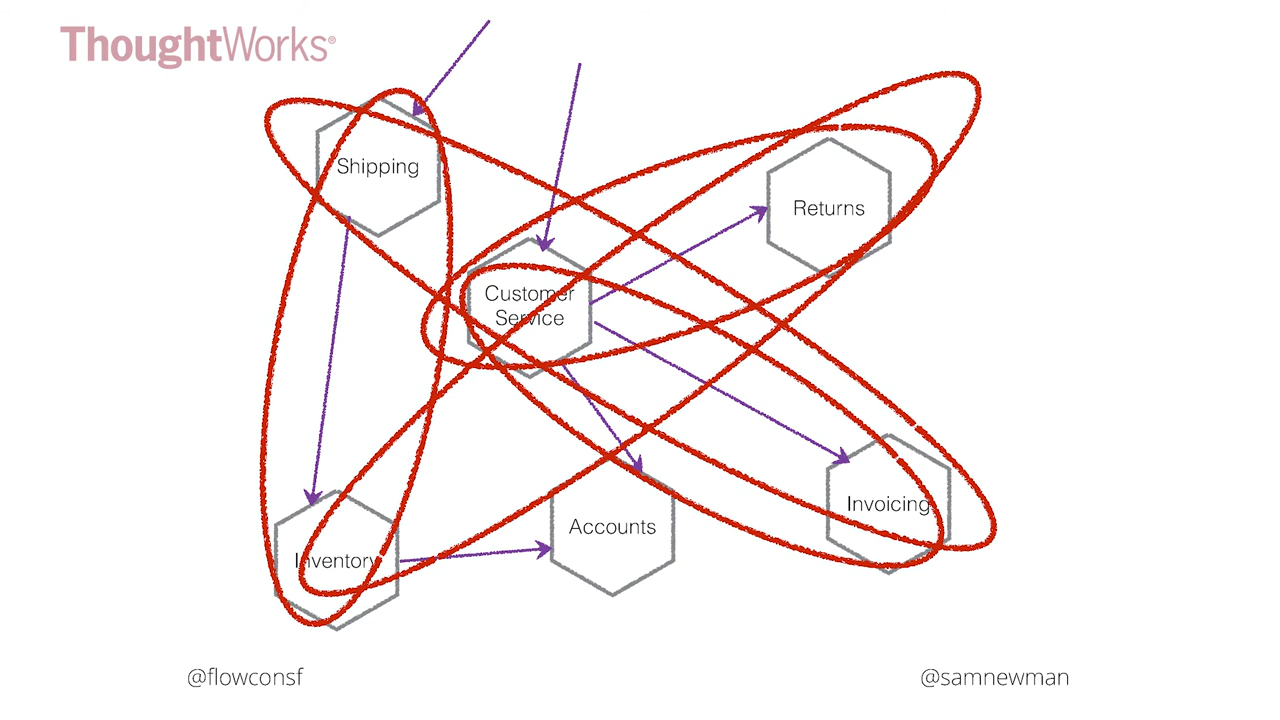 ThoughtWorks®
Shipping
Returns
Customer
Service
Invoicing
Accounts
Inventory
@flowconsf
@samnewman